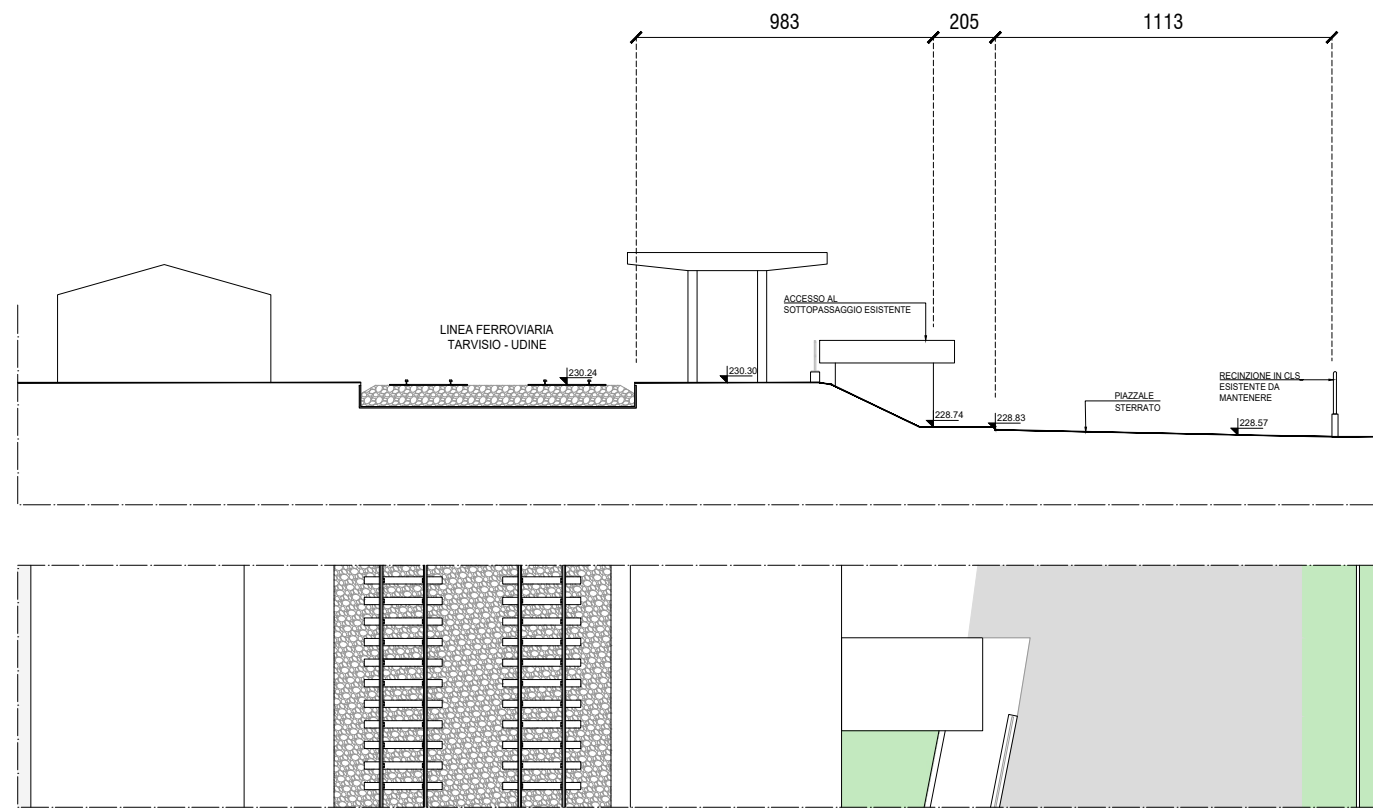 983
205
1113
ACCESSO AL
SOTTOPASSAGGIO ESISTENTE
LINEA FERROVIARIA
TARVISIO - UDINE
230.24
230.30
RECINZIONE IN CLS
ESISTENTE DA
MANTENERE
PIAZZALE
STERRATO
228.74
228.83
228.57